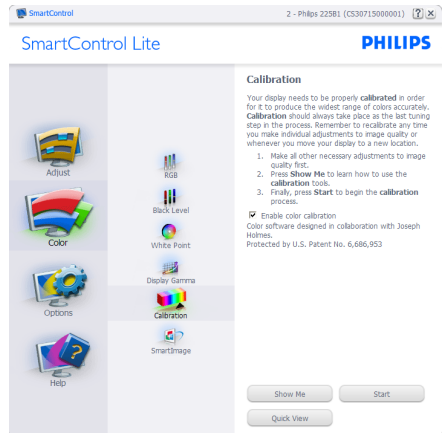 SmartControl
2 - Philips 225B1 (CS30715000001)
SmartControl Lite
PHILIPS
Adjust
Color
Options
Help
RGB
Black Level
White Point
Display Gamma
Calibration
SmartImage
Calibration
Your display needs to be properly calibrated in order
for it to produce the widest range of colors accurately.
Calibration should always take place as the last tuning
step in the process. Remember to recalibrate any time
you make individual adjustments to image quality or
whenever you move your display to a new location.
1. Make all other necessary adjustments to image
quality first.
2. Press Show Me to learn how to use the
calibration tools.
3. Finally, press Start to begin the calibration
process.
Enable color calibration
Color software designed in collaboration with Joseph
Holmes.
Protected by U.S. Patent No. 6,686,953
Show Me
Start
Quick View